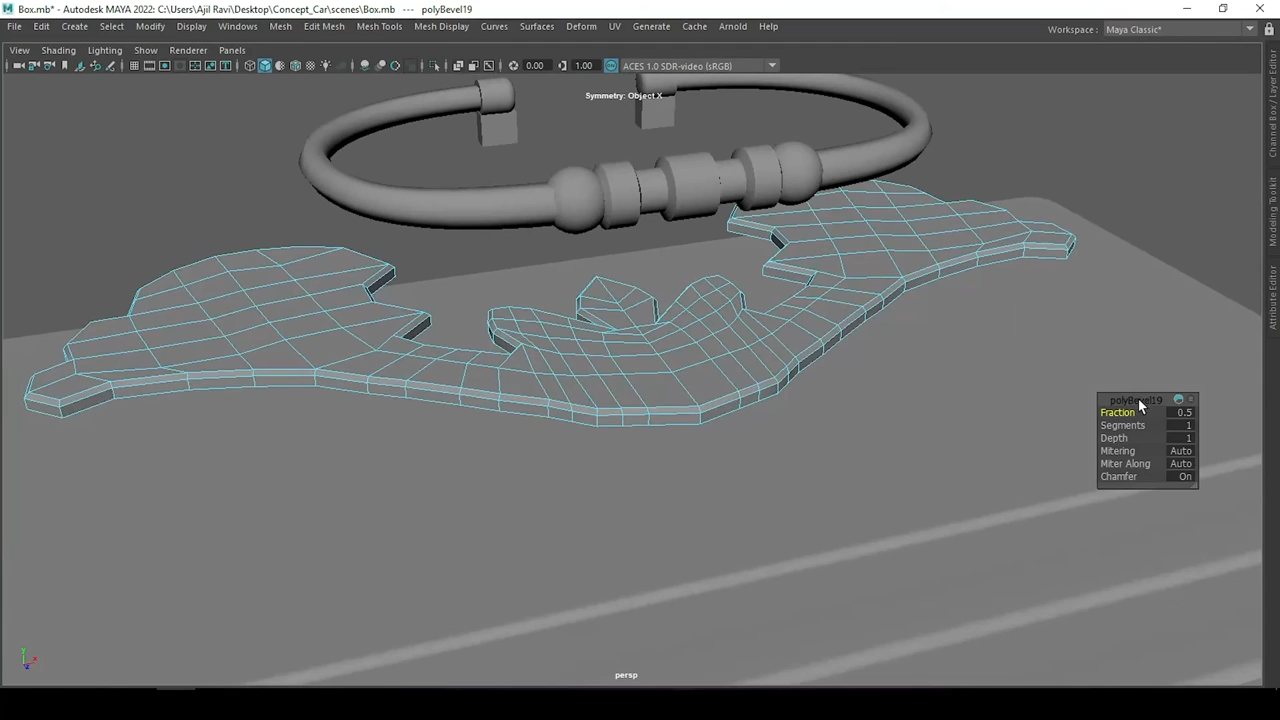 Box.mb* - Autodesk MAYA 2022: C:\Users\Ajil Ravi\Desktop\Concept_Car\scenes\Box.mb --- polyBevel19
File Edit Create Select Modify Display Windows Mesh Edit Mesh Mesh Tools Mesh Display Curves Surfaces Deform UV Generate Cache Arnold Help
Workspace : Maya Classic*
View Shading Lighting Show Renderer Panels
0.00 1.00 ACES 1.0 SDR-video (sRGB)
Symmetry: Object X
Channel Box / Layer Editor
Modeling Toolkit
Attribute Editor
polyBevel19
Fraction 0.5
Segments 1
Depth 1
Mitering Auto
Miter Along Auto
Chamfer On
persp